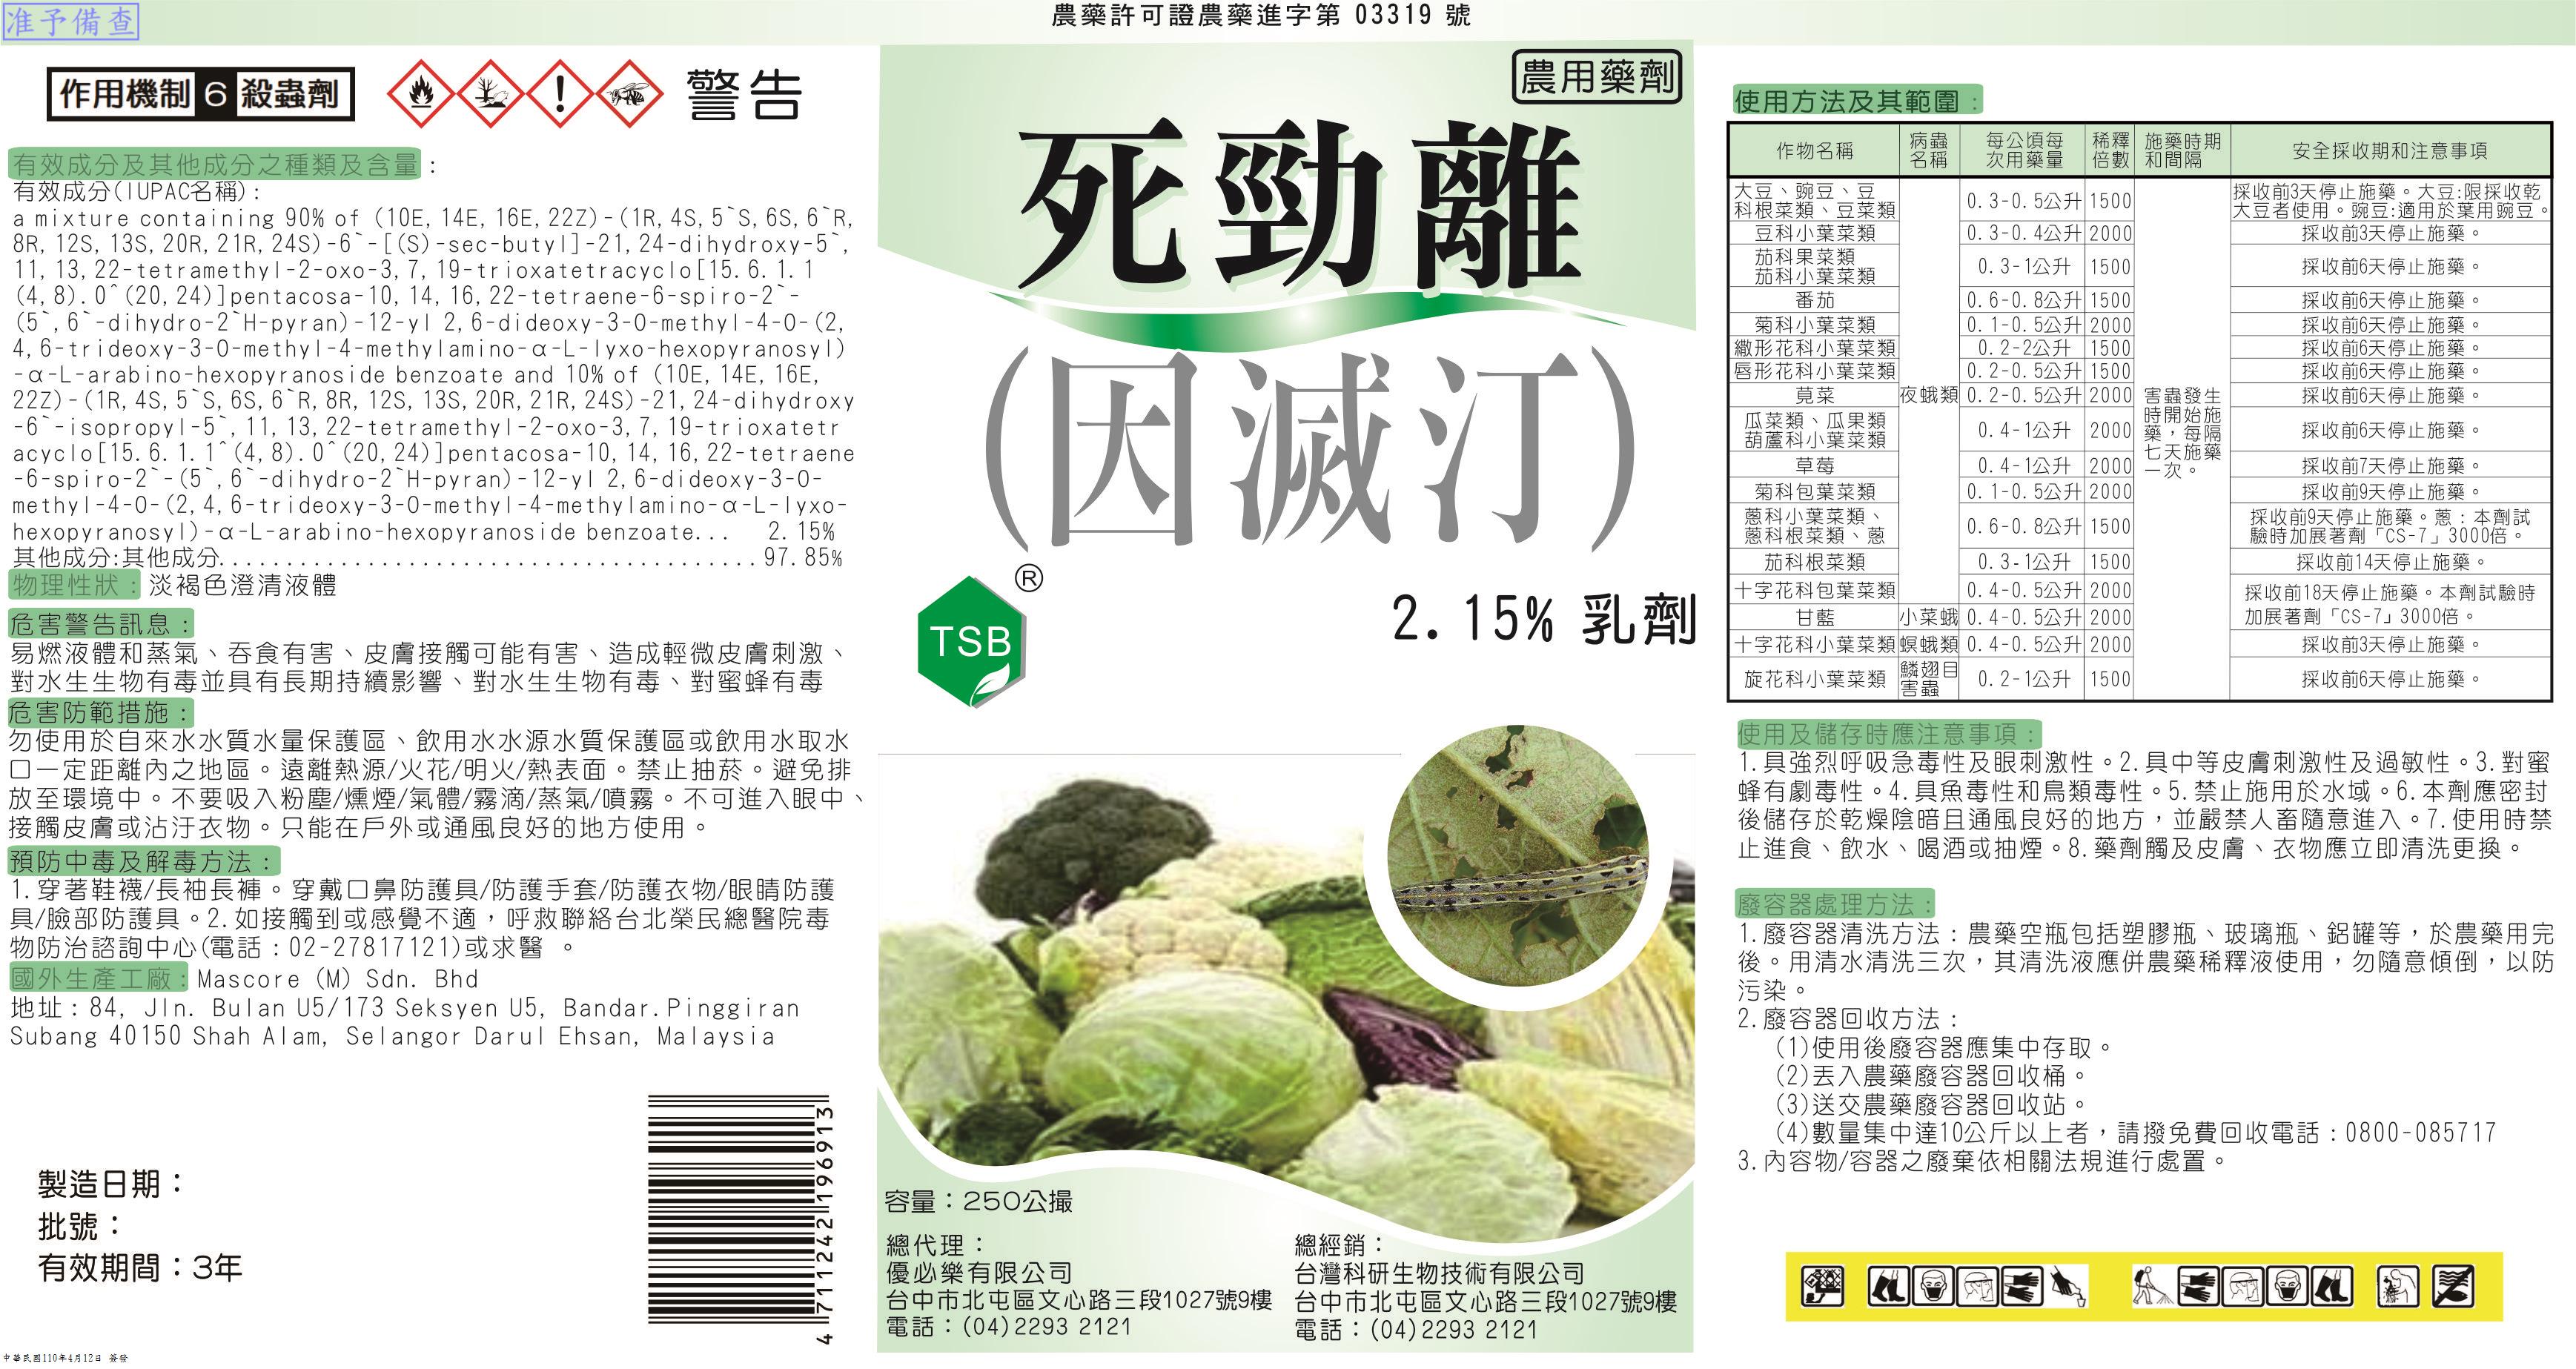 准予備查
農藥許可證農藥進字第 03319 號
作用機制 6 殺蟲劑
警告
有效成分及其他成分之種類及含量：
有效成分(IUPAC名稱):
a mixture containing 90% of (10E,14E,16E,22Z)-(1R,4S,5`S,6S,6`R,
8R,12S,13S,20R,21R,24S)-6`-[(S)-sec-butyl]-21,24-dihydroxy-5`,
11,13,22-tetramethyl-2-oxo-3,7,19-trioxatetracyclo[15.6.1.1
(4,8).0^(20,24)]pentacosa-10,14,16,22-tetraene-6-spiro-2`-
(5`,6`-dihydro-2`H-pyran)-12-yl 2,6-dideoxy-3-O-methyl-4-O-(2,
4,6-trideoxy-3-O-methyl-4-methylamino-α-L-lyxo-hexopyranosyl)
-α-L-arabino-hexopyranoside benzoate and 10% of (10E,14E,16E,
22Z)-(1R,4S,5`S,6S,6`R,8R,12S,13S,20R,21R,24S)-21,24-dihydroxy
-6`-isopropyl-5`,11,13,22-tetramethyl-2-oxo-3,7,19-trioxatetr
acyclo[15.6.1.1^(4,8).0^(20,24)]pentacosa-10,14,16,22-tetraene
-6-spiro-2`-(5`,6`-dihydro-2`H-pyran)-12-yl 2,6-dideoxy-3-O-
methyl-4-O-(2,4,6-trideoxy-3-O-methyl-4-methylamino-α-L-lyxo-
hexopyranosyl)-α-L-arabino-hexopyranoside benzoate... 2.15%
其他成分:其他成分........................................97.85%
物理性狀：淡褐色澄清液體
危害警告訊息：
易燃液體和蒸氣、吞食有害、皮膚接觸可能有害、造成輕微皮膚刺激、
對水生生物有毒並具有長期持續影響、對水生生物有毒、對蜜蜂有毒
危害防範措施：
勿使用於自來水水質水量保護區、飲用水水源水質保護區或飲用水取水
口一定距離內之地區。遠離熱源/火花/明火/熱表面。禁止抽菸。避免排
放至環境中。不要吸入粉塵/燻煙/氣體/霧滴/蒸氣/噴霧。不可進入眼中、
接觸皮膚或沾汙衣物。只能在戶外或通風良好的地方使用。
預防中毒及解毒方法：
1.穿著鞋襪/長袖長褲。穿戴口鼻防護具/防護手套/防護衣物/眼睛防護
具/臉部防護具。2.如接觸到或感覺不適，呼救聯絡台北榮民總醫院毒
物防治諮詢中心(電話：02-27817121)或求醫 。
國外生產工廠：Mascore (M) Sdn. Bhd
地址：84, Jln. Bulan U5/173 Seksyen U5, Bandar.Pinggiran
Subang 40150 Shah Alam, Selangor Darul Ehsan, Malaysia
製造日期：
批號：
有效期間：3年
4 711242 196913
中華民國110年4月12日 簽發
農用藥劑
死勁離
(因滅汀)
®
TSB
2.15% 乳劑
容量：250公撮
總代理：
優必樂有限公司
台中市北屯區文心路三段1027號9樓
電話：(04)2293 2121
總經銷：
台灣科研生物技術有限公司
台中市北屯區文心路三段1027號9樓
電話：(04)2293 2121
使用方法及其範圍：
作物名稱 病蟲名稱 每公頃每次用藥量 稀釋倍數 施藥時期和間隔 安全採收期和注意事項
大豆、豌豆、豆科根菜類、豆菜類 0.3-0.5公升 1500 採收前3天停止施藥。大豆:限採收乾大豆者使用。豌豆:適用於葉用豌豆。
豆科小葉菜類 0.3-0.4公升 2000 採收前3天停止施藥。
茄科果菜類 茄科小葉菜類 0.3-1公升 1500 採收前6天停止施藥。
番茄 0.6-0.8公升 1500 採收前6天停止施藥。
菊科小葉菜類 0.1-0.5公升 2000 採收前6天停止施藥。
繖形花科小葉菜類 0.2-2公升 1500 採收前6天停止施藥。
唇形花科小葉菜類 0.2-0.5公升 1500 採收前6天停止施藥。
莧菜 夜蛾類 0.2-0.5公升 2000 害蟲發生時開始施藥，每隔七天施藥一次。 採收前6天停止施藥。
瓜菜類、瓜果類 葫蘆科小葉菜類 0.4-1公升 2000 採收前6天停止施藥。
草莓 0.4-1公升 2000 採收前7天停止施藥。
菊科包葉菜類 0.1-0.5公升 2000 採收前9天停止施藥。
蔥科小葉菜類、蔥科根菜類、蔥 0.6-0.8公升 1500 採收前9天停止施藥。蔥：本劑試驗時加展著劑「CS-7」3000倍。
茄科根菜類 0.3-1公升 1500 採收前14天停止施藥。
十字花科包葉菜類 0.4-0.5公升 2000 採收前18天停止施藥。本劑試驗時
甘藍 小菜蛾 0.4-0.5公升 2000 加展著劑「CS-7」3000倍。
十字花科小葉菜類 螟蛾類 0.4-0.5公升 2000 採收前3天停止施藥。
旋花科小葉菜類 鱗翅目害蟲 0.2-1公升 1500 採收前6天停止施藥。
使用及儲存時應注意事項：
1.具強烈呼吸急毒性及眼刺激性。2.具中等皮膚刺激性及過敏性。3.對蜜
蜂有劇毒性。4.具魚毒性和鳥類毒性。5.禁止施用於水域。6.本劑應密封
後儲存於乾燥陰暗且通風良好的地方，並嚴禁人畜隨意進入。7.使用時禁
止進食、飲水、喝酒或抽煙。8.藥劑觸及皮膚、衣物應立即清洗更換。
廢容器處理方法：
1.廢容器清洗方法：農藥空瓶包括塑膠瓶、玻璃瓶、鋁罐等，於農藥用完
後。用清水清洗三次，其清洗液應併農藥稀釋液使用，勿隨意傾倒，以防
污染。
2.廢容器回收方法：
(1)使用後廢容器應集中存取。
(2)丟入農藥廢容器回收桶。
(3)送交農藥廢容器回收站。
(4)數量集中達10公斤以上者，請撥免費回收電話：0800-085717
3.內容物/容器之廢棄依相關法規進行處置。